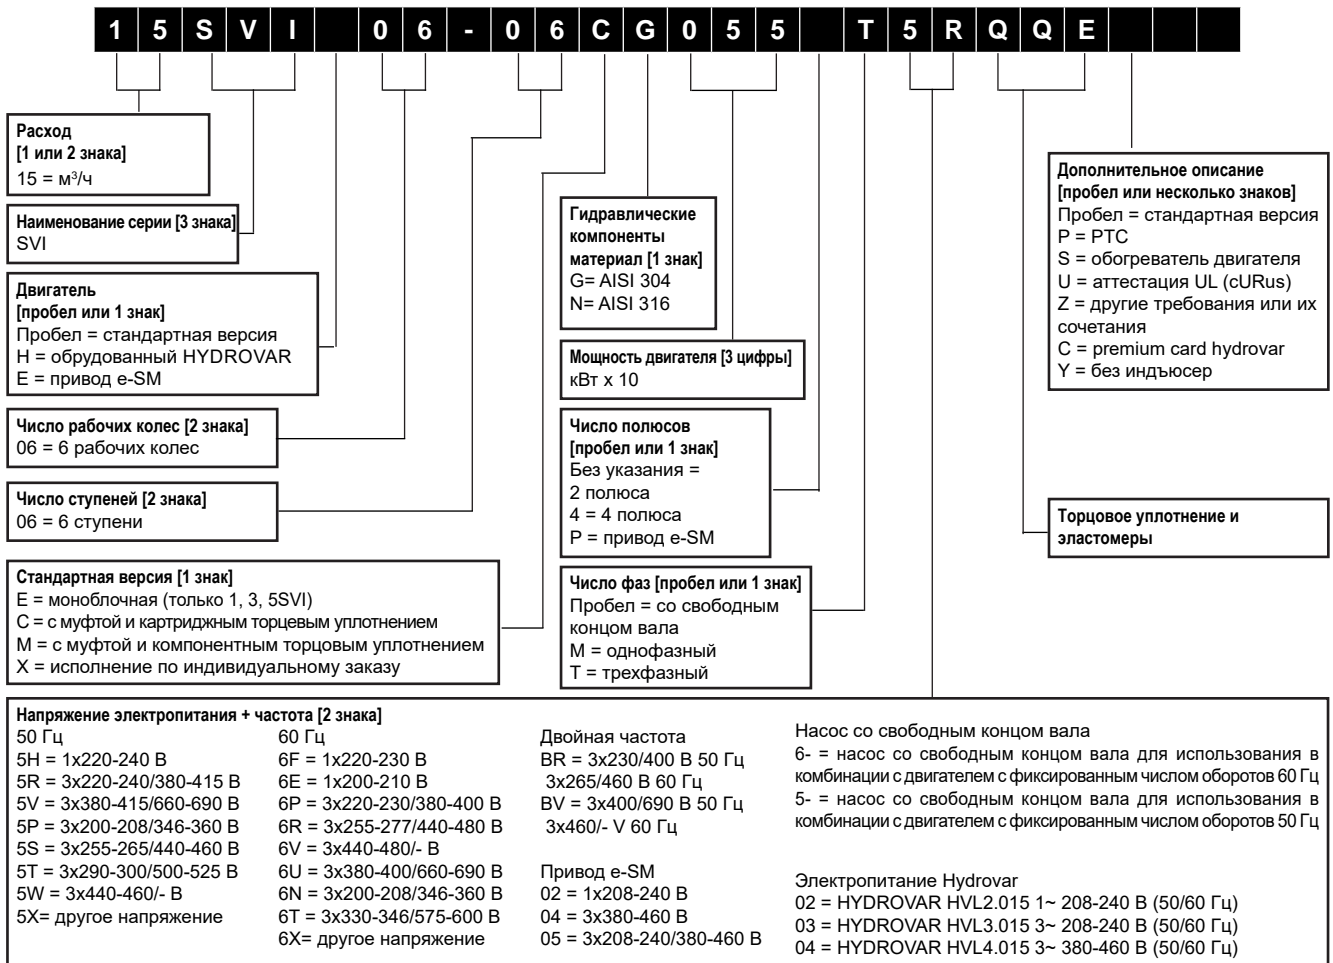 15SVI 06-06CG055 T5RQQE
Расход
[1 или 2 знака]
15 = м³/ч
Наименование серии [3 знака]
SVI
Двигатель
[пробел или 1 знак]
Пробел = стандартная версия
H = обрудованный HYDROVAR
E = привод e-SM
Число рабочих колес [2 знака]
06 = 6 рабочих колес
Число ступеней [2 знака]
06 = 6 ступени
Стандартная версия [1 знак]
E = моноблочная (только 1, 3, 5SVI)
C = с муфтой и картриджным торцевым уплотнением
M = с муфтой и компонентным торцовым уплотнением
X = исполнение по индивидуальному заказу
Гидравлические
компоненты
материал [1 знак]
G= AISI 304
N= AISI 316
Мощность двигателя [3 цифры]
кВт x 10
Число полюсов
[пробел или 1 знак]
Без указания =
2 полюса
4 = 4 полюса
P = привод e-SM
Число фаз [пробел или 1 знак]
Пробел = со свободным
концом вала
M = однофазный
T = трехфазный
Дополнительное описание
[пробел или несколько знаков]
Пробел = стандартная версия
P = PTC
S = обогреватель двигателя
U = аттестация UL (cURus)
Z = другие требования или их
сочетания
C = premium card hydrovar
Y = без индъюсер
Торцовое уплотнение и
эластомеры
Напряжение электропитания + частота [2 знака]
50 Гц
5H = 1x220-240 В
5R = 3x220-240/380-415 В
5V = 3x380-415/660-690 В
5P = 3x200-208/346-360 В
5S = 3x255-265/440-460 В
5T = 3x290-300/500-525 В
5W = 3x440-460/- В
5X= другое напряжение
60 Гц
6F = 1x220-230 В
6E = 1x200-210 В
6P = 3x220-230/380-400 В
6R = 3x255-277/440-480 В
6V = 3x440-480/- В
6U = 3x380-400/660-690 В
6N = 3x200-208/346-360 В
6T = 3x330-346/575-600 В
6X= другое напряжение
Двойная частота
BR = 3x230/400 В 50 Гц
3x265/460 В 60 Гц
BV = 3x400/690 В 50 Гц
3x460/- V 60 Гц
Привод e-SM
02 = 1x208-240 В
04 = 3x380-460 В
05 = 3x208-240/380-460 В
Насос со свободным концом вала
6- = насос со свободным концом вала для использования в
комбинации с двигателем с фиксированным числом оборотов 60 Гц
5- = насос со свободным концом вала для использования в
комбинации с двигателем с фиксированным числом оборотов 50 Гц
Электропитание Hydrovar
02 = HYDROVAR HVL2.015 1~ 208-240 В (50/60 Гц)
03 = HYDROVAR HVL3.015 3~ 208-240 В (50/60 Гц)
04 = HYDROVAR HVL4.015 3~ 380-460 В (50/60 Гц)